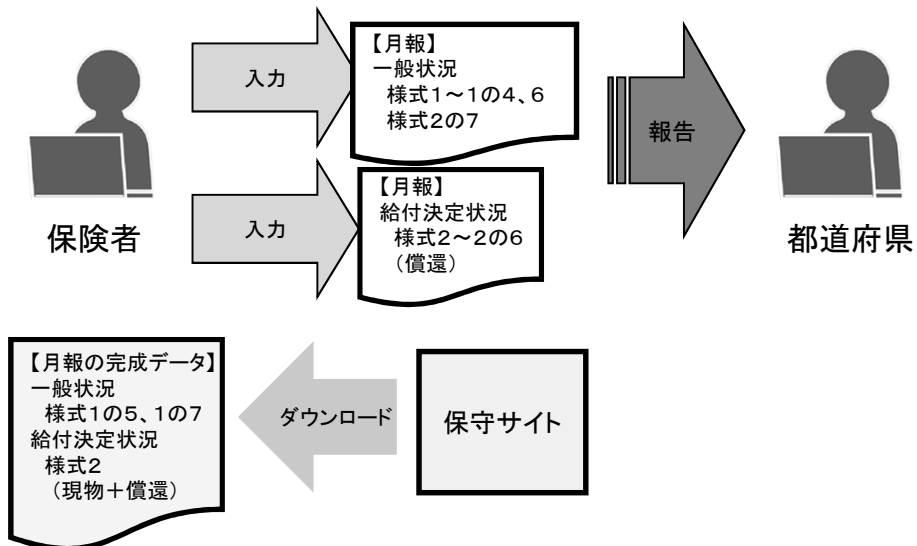 入力
【月報】
一般状況
様式1～1の4、6
様式2の7
報告
保険者
入力
【月報】
給付決定状況
様式2～2の6
（償還）
都道府県
【月報の完成データ】
一般状況
様式1の5、1の7
給付決定状況
様式2
（現物＋償還）
ダウンロード
保守サイト